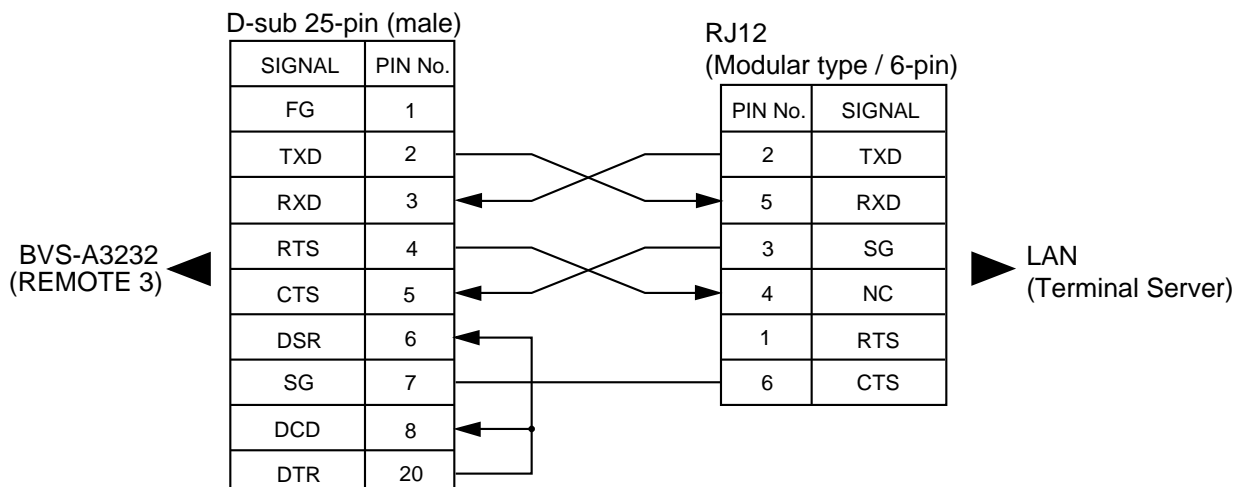 D-sub 25-pin (male)
SIGNAL PIN No.
FG 1
TXD 2
RXD 3
RTS 4
CTS 5
DSR 6
SG 7
DCD 8
DTR 20
RJ12
(Modular type / 6-pin)
PIN No. SIGNAL
2 TXD
5 RXD
3 SG
4 NC
1 RTS
6 CTS
BVS-A3232
(REMOTE 3)
LAN
(Terminal Server)